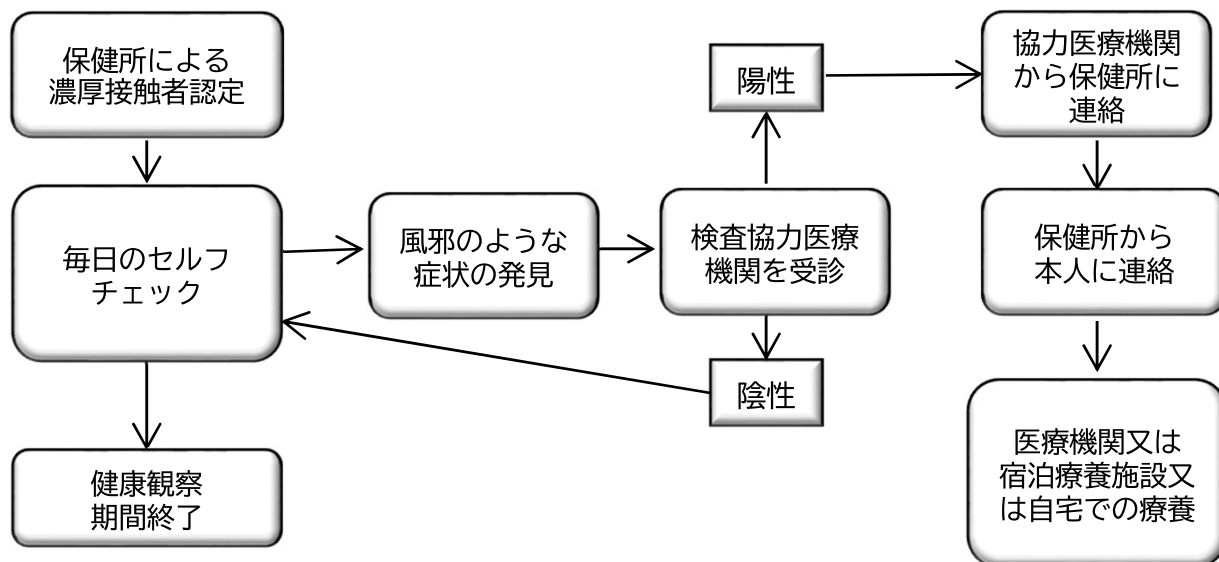 保健所による
濃厚接触者認定
毎日のセルフ
チェック
健康観察
期間終了
風邪のような
症状の発見
検査協力医療
機関を受診
陽性
陰性
協力医療機関
から保健所に
連絡
保健所から
本人に連絡
医療機関又は
宿泊療養施設又
は自宅での療養